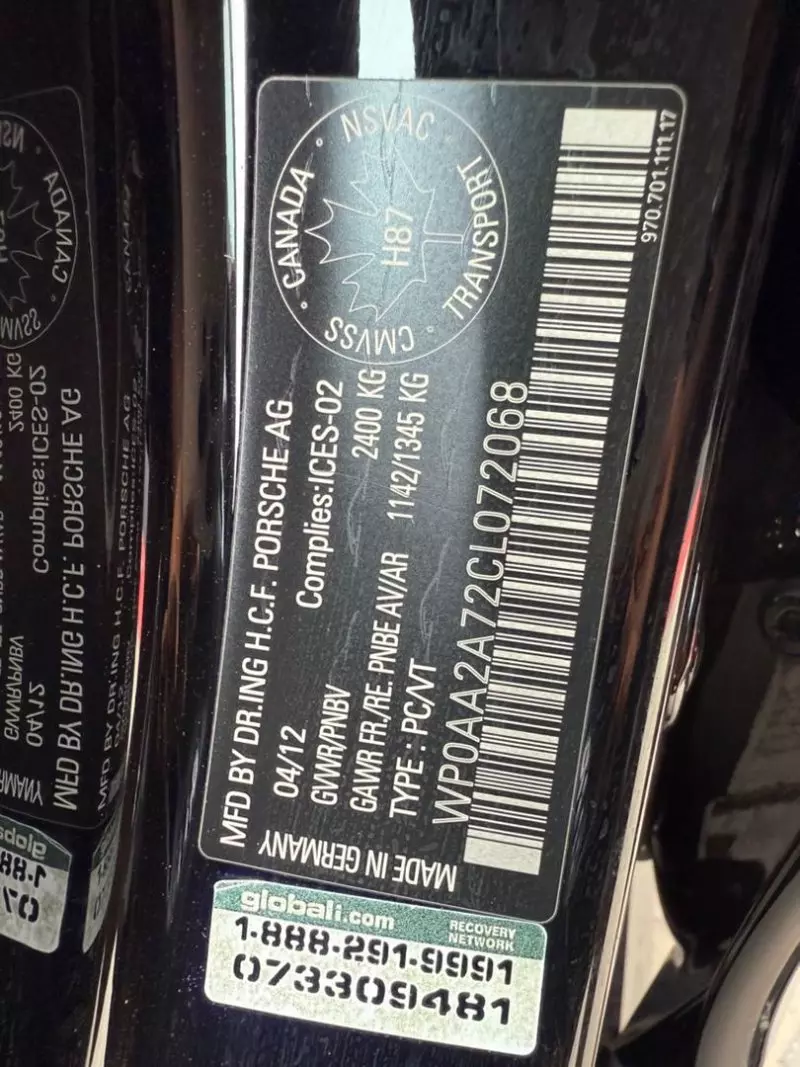 MFD BY DR.ING H.C.F. PORSCHE AG
04/12 Complies:ICES-02
GVWR/PNBV 2400 KG
GAWR FR./RE. PNBE AV/AR 1142/1345 KG
TYPE : PC/VT
WP0AA2A72CL072068
970.701.111.17
MADE IN GERMANY
CANADA · NSVAC · TRANSPORT · CMVSS ·
H87
globali.com
RECOVERY
NETWORK
1-888-291-9991
073309481